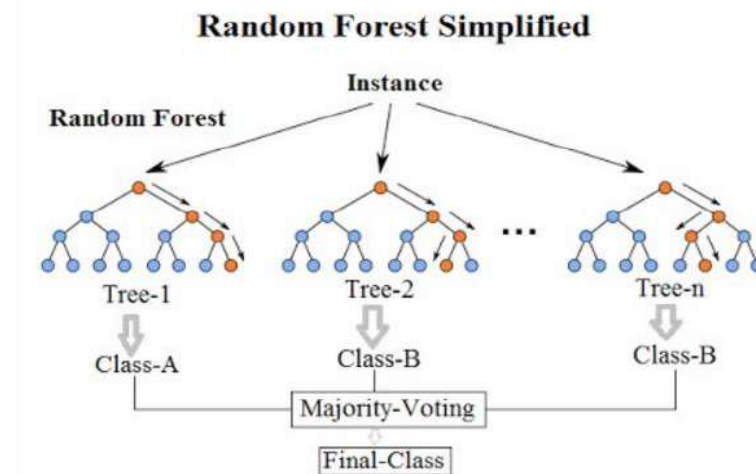 Random Forest Simplified
Instance
Random Forest
...
Tree-1
Tree-2
Tree-n
Class-A
Class-B
Class-B
Majority-Voting
Final-Class